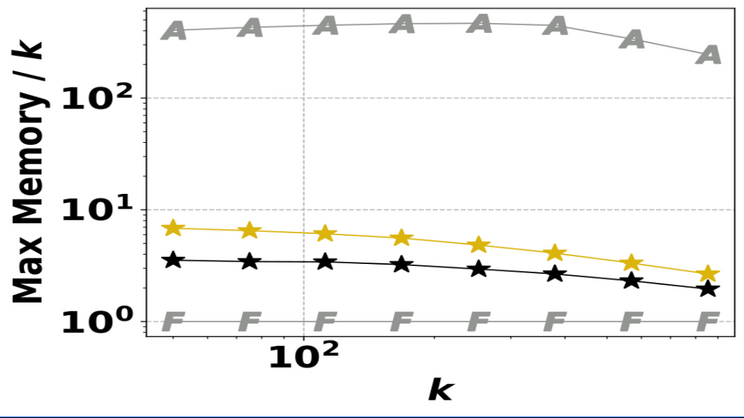 A A A A A A A A
Max Memory / k
10²
10¹
10⁰
F F F F F F F F
10²
k